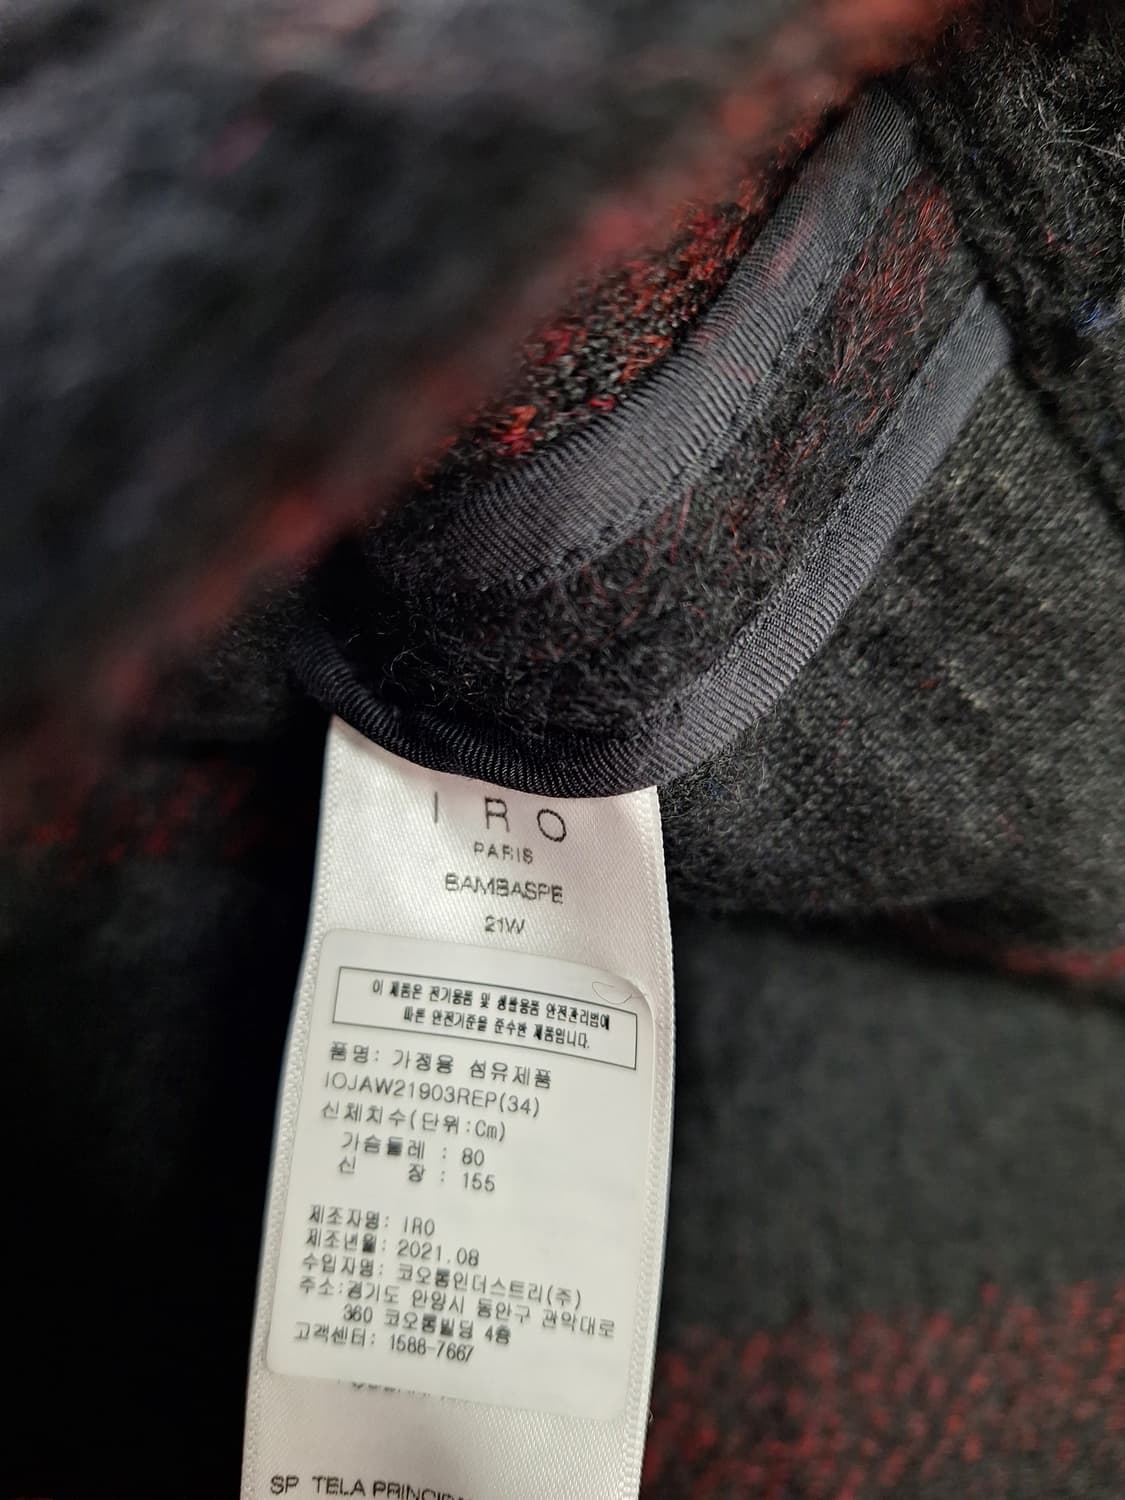 IRO
PARIS
BAMBASPE
21W
이 제품은 전기용품 및 생활용품 안전관리법에
따른 안전기준을 준수한 제품입니다.
품명: 가정용 섬유제품
IOJAW21903REP(34)
신체치수(단위:Cm)
가슴둘레 : 80
신 장 : 155
제조자명: IRO
제조년월: 2021.08
수입자명: 코오롱인더스트리(주)
주소:경기도 안양시 동안구 관악대로
360 코오롱빌딩 4층
고객센터: 1588-7667
SP TELA